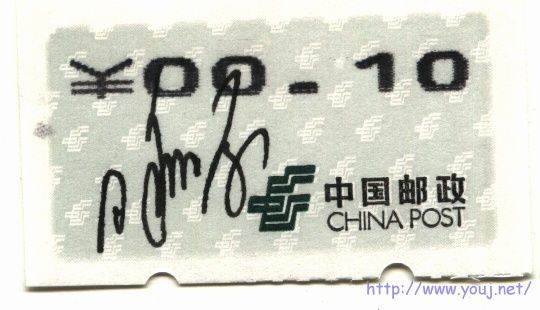 ¥00.10
中国邮政
CHINA POST
http://www.youj.net/